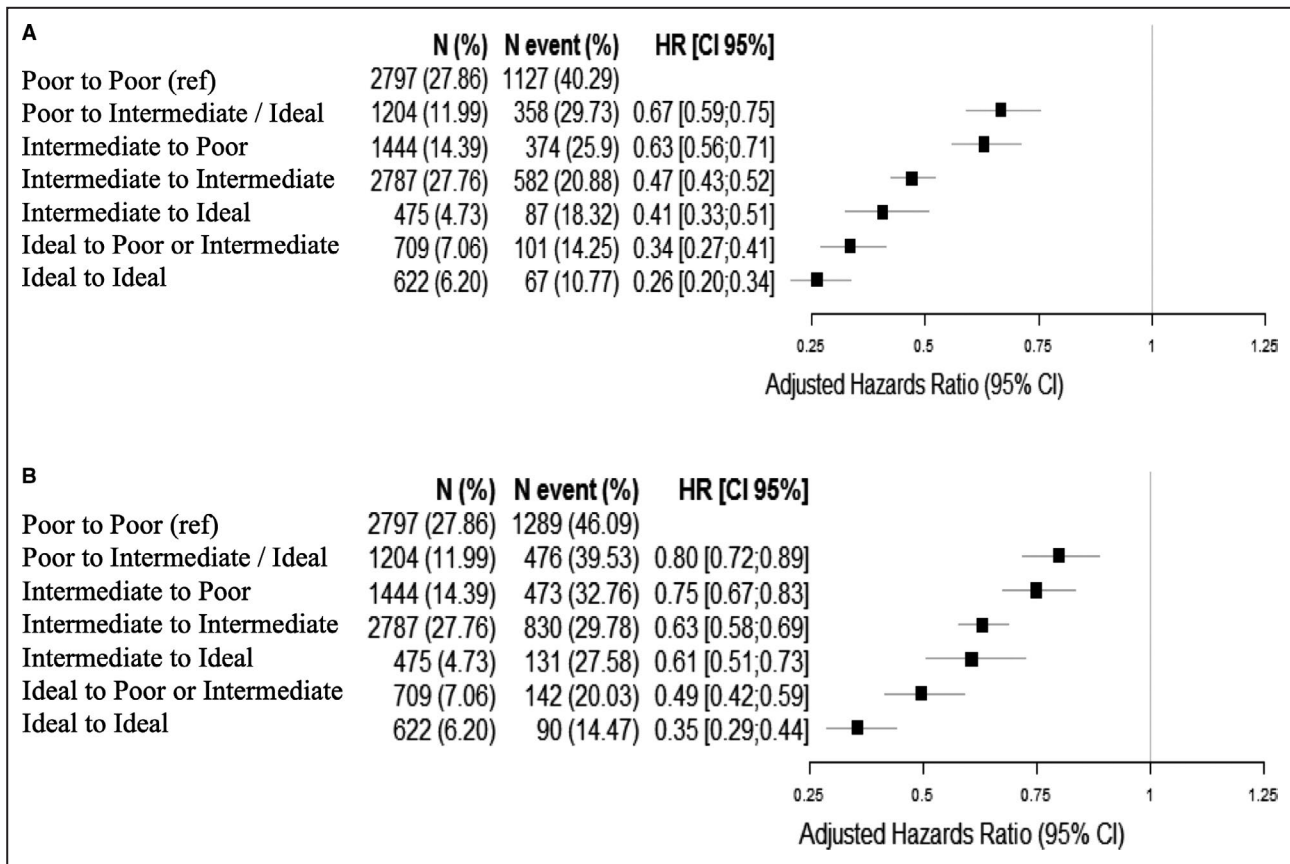 A
N (%) N event (%) HR [CI 95%]
Poor to Poor (ref) 2797 (27.86) 1127 (40.29)
Poor to Intermediate / Ideal 1204 (11.99) 358 (29.73) 0.67 [0.59;0.75]
Intermediate to Poor 1444 (14.39) 374 (25.9) 0.63 [0.56;0.71]
Intermediate to Intermediate 2787 (27.76) 582 (20.88) 0.47 [0.43;0.52]
Intermediate to Ideal 475 (4.73) 87 (18.32) 0.41 [0.33;0.51]
Ideal to Poor or Intermediate 709 (7.06) 101 (14.25) 0.34 [0.27;0.41]
Ideal to Ideal 622 (6.20) 67 (10.77) 0.26 [0.20;0.34]
0.25 0.5 0.75 1 1.25
Adjusted Hazards Ratio (95% CI)
B
N (%) N event (%) HR [CI 95%]
Poor to Poor (ref) 2797 (27.86) 1289 (46.09)
Poor to Intermediate / Ideal 1204 (11.99) 476 (39.53) 0.80 [0.72;0.89]
Intermediate to Poor 1444 (14.39) 473 (32.76) 0.75 [0.67;0.83]
Intermediate to Intermediate 2787 (27.76) 830 (29.78) 0.63 [0.58;0.69]
Intermediate to Ideal 475 (4.73) 131 (27.58) 0.61 [0.51;0.73]
Ideal to Poor or Intermediate 709 (7.06) 142 (20.03) 0.49 [0.42;0.59]
Ideal to Ideal 622 (6.20) 90 (14.47) 0.35 [0.29;0.44]
0.25 0.5 0.75 1 1.25
Adjusted Hazards Ratio (95% CI)